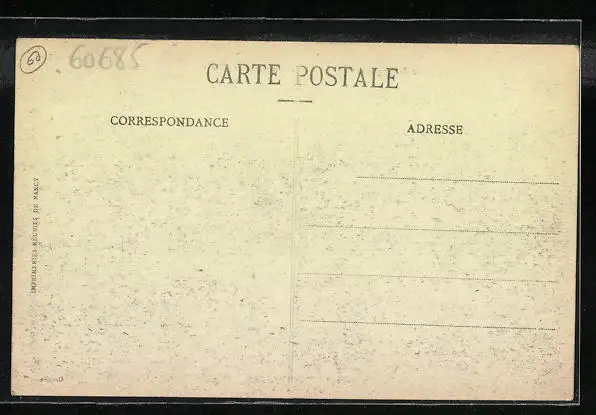 60
60685
CARTE POSTALE
CORRESPONDANCE
ADRESSE
IMPRIMERIES RÉUNIES DE NANCY